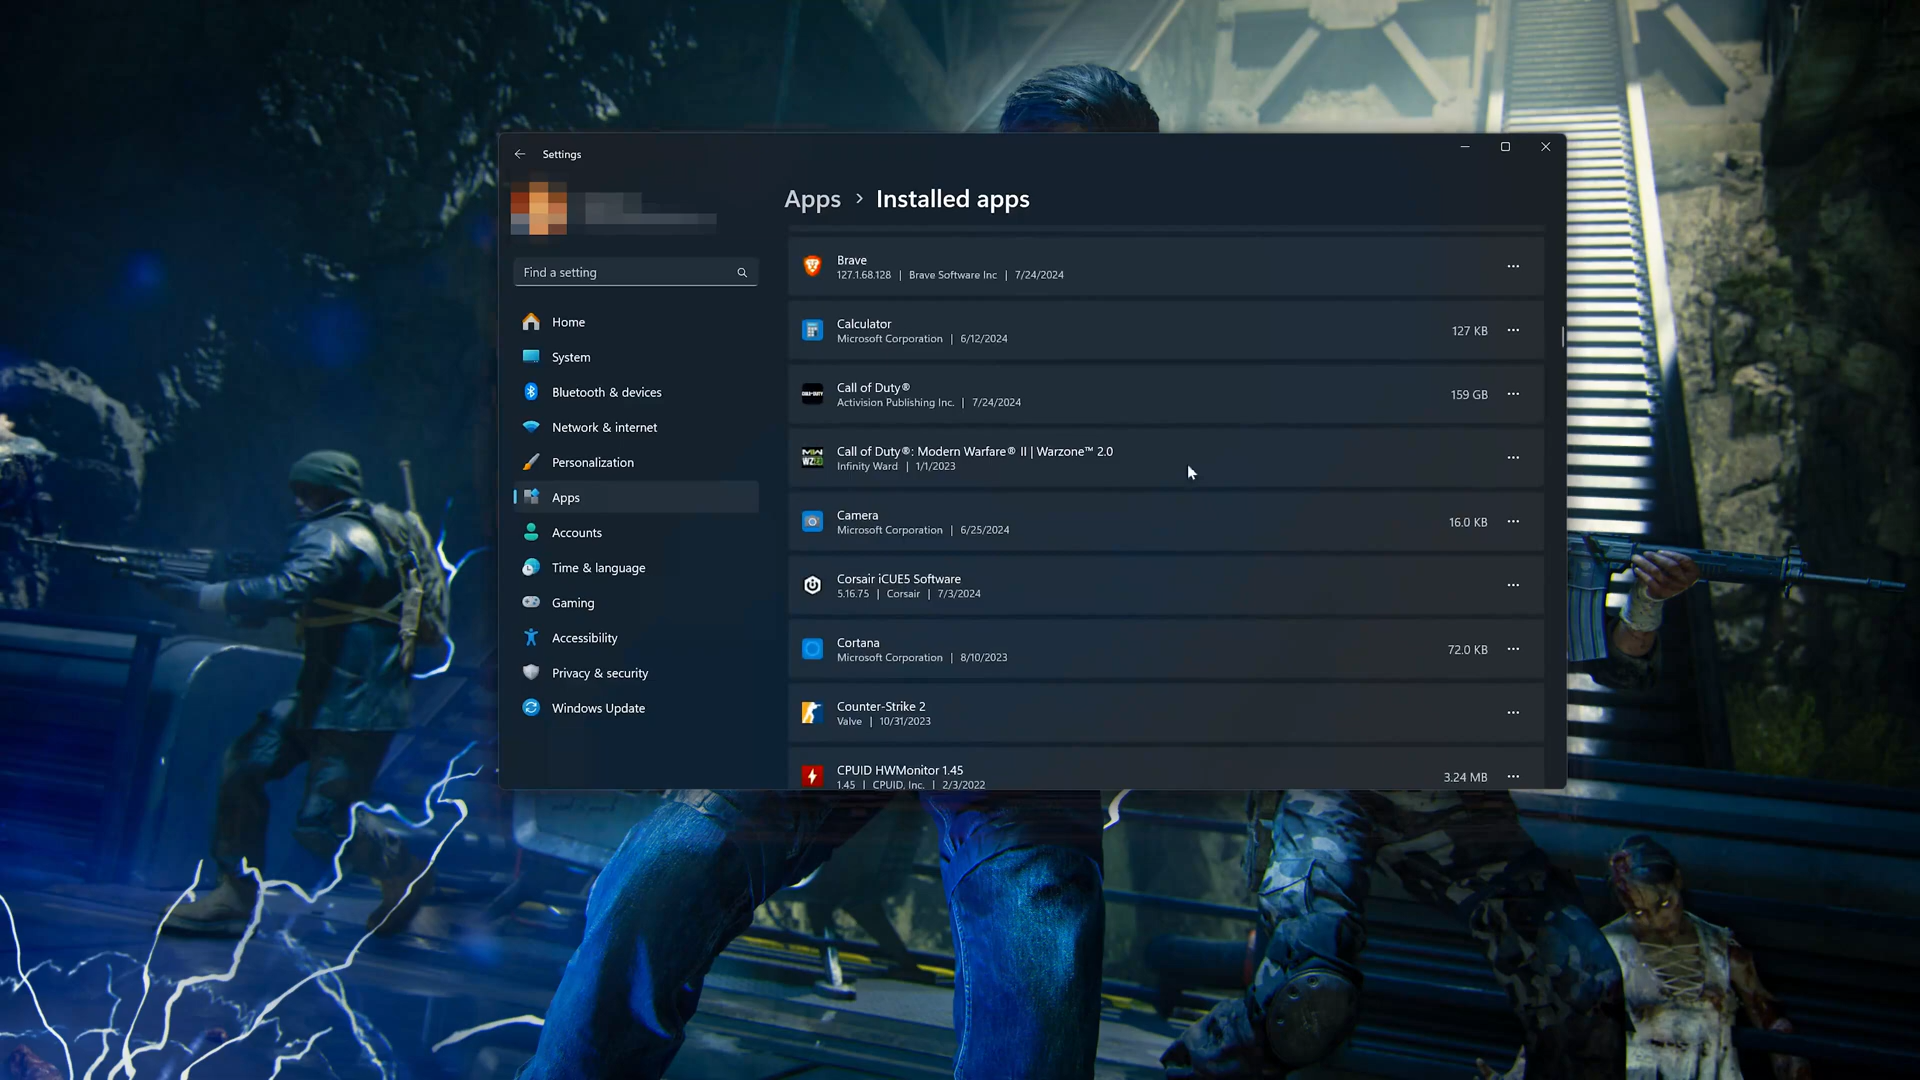 Settings
Find a setting
Home
System
Bluetooth & devices
Network & internet
Personalization
Apps
Accounts
Time & language
Gaming
Accessibility
Privacy & security
Windows Update
Apps > Installed apps
Brave
127.1.68.128 | Brave Software Inc | 7/24/2024
Calculator
Microsoft Corporation | 6/12/2024
127 KB
Call of Duty®
Activision Publishing Inc. | 7/24/2024
159 GB
Call of Duty®: Modern Warfare® II | Warzone™ 2.0
Infinity Ward | 1/1/2023
Camera
Microsoft Corporation | 6/25/2024
16.0 KB
Corsair iCUE5 Software
5.16.75 | Corsair | 7/3/2024
Cortana
Microsoft Corporation | 8/10/2023
72.0 KB
Counter-Strike 2
Valve | 10/31/2023
CPUID HWMonitor 1.45
1.45 | CPUID, Inc. | 2/3/2022
3.24 MB